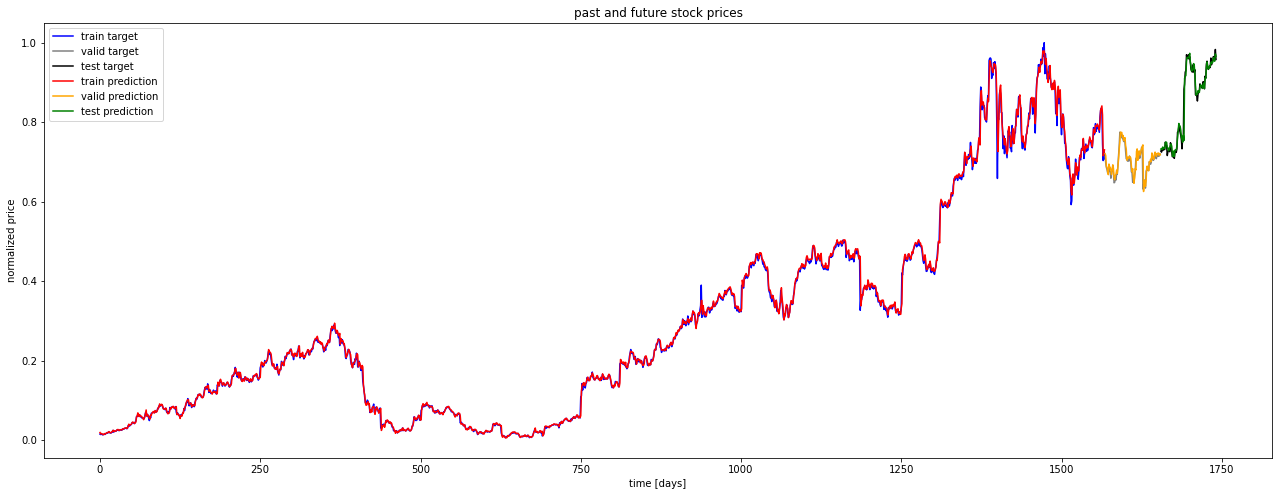 past and future stock prices
train target
valid target
test target
train prediction
valid prediction
test prediction
normalized price
1.0
0.8
0.6
0.4
0.2
0.0
0 250 500 750 1000 1250 1500 1750
time [days]